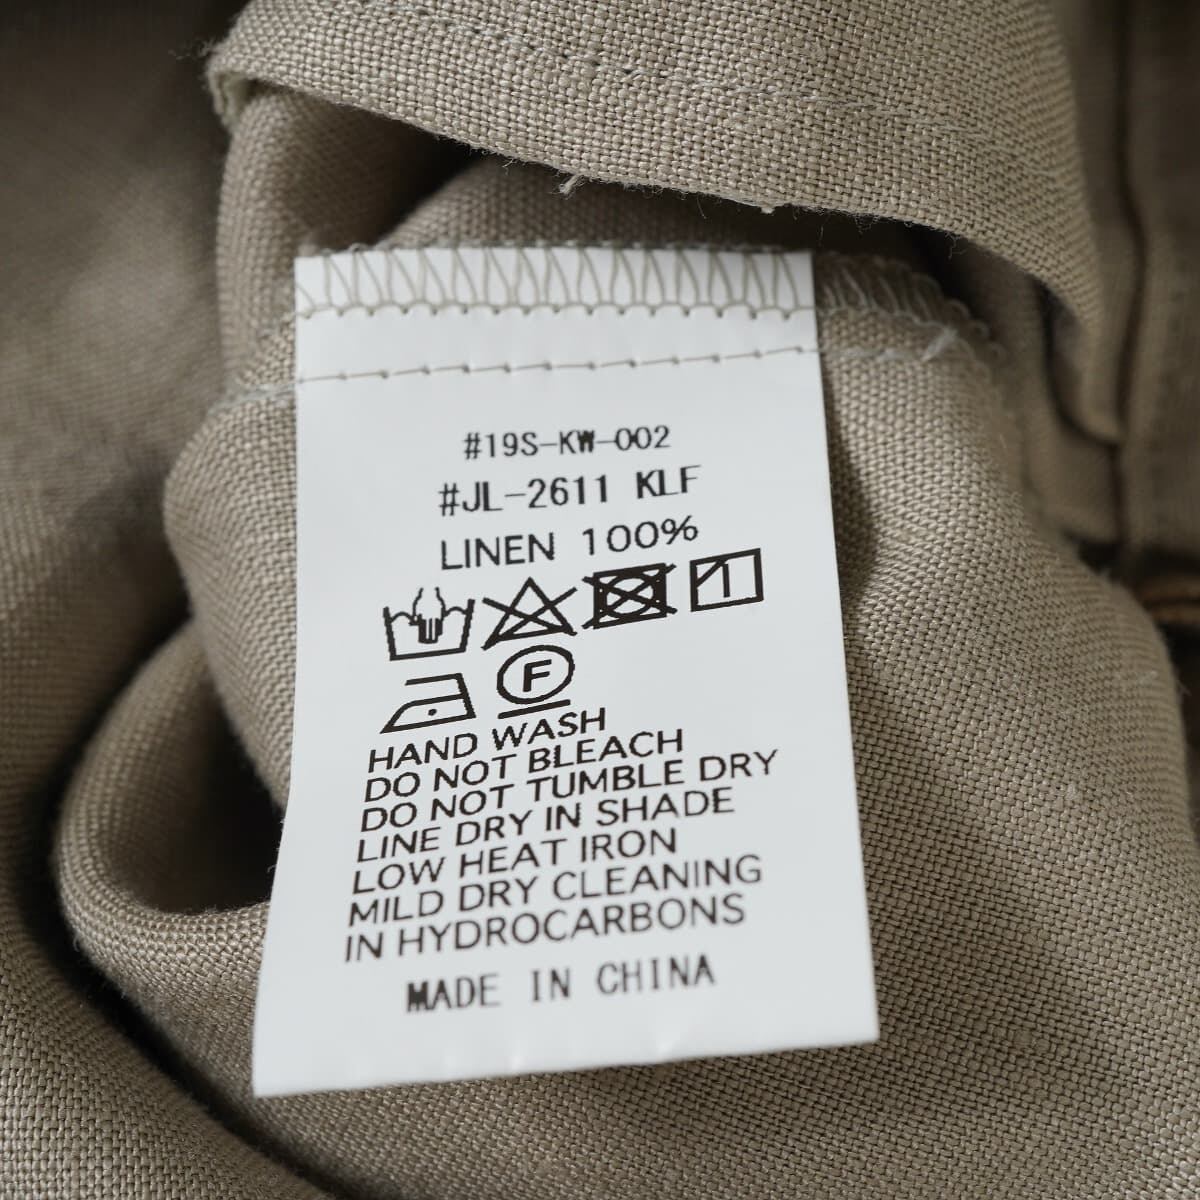 #19S-KW-002
#JL-2611 KLF
LINEN 100%
F
HAND WASH
DO NOT BLEACH
DO NOT TUMBLE DRY
LINE DRY IN SHADE
LOW HEAT IRON
MILD DRY CLEANING
IN HYDROCARBONS
MADE IN CHINA